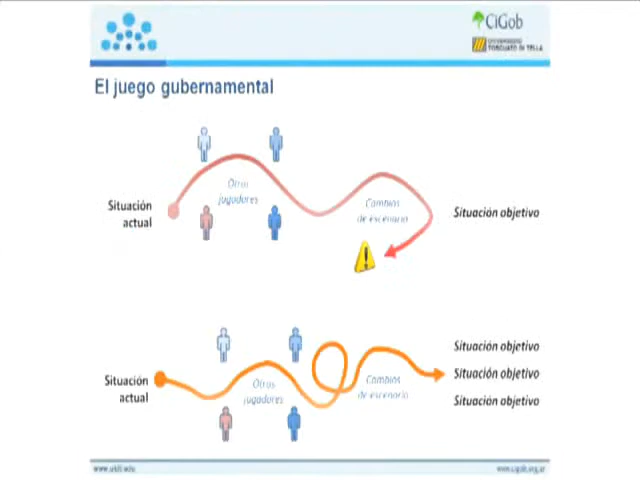 CiGob
UNIVERSIDAD
TORCUATO DI TELLA
El juego gubernamental
Otros
jugadores
Situación
actual
Cambios
de escenario
Situación objetivo
Situación objetivo
Situación
actual
Otros
jugadores
Cambios
de escenario
Situación objetivo
Situación objetivo
www.utdt.edu
www.cigob.org.ar